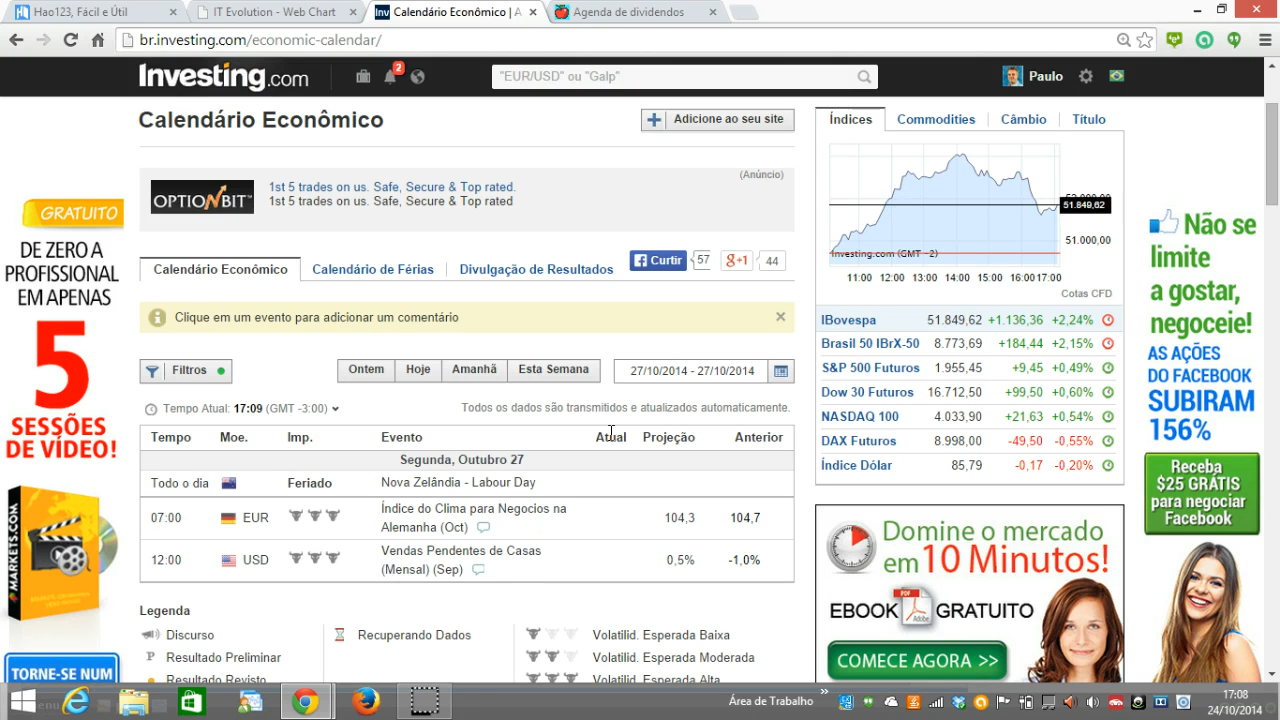 Hao123, Fácil e Útil
IT Evolution - Web Chart
Calendário Econômico | A
Agenda de dividendos
br.investing.com/economic-calendar/
Investing.com
2
"EUR/USD" ou "Galp"
Paulo
Calendário Econômico
Adicione ao seu site
(Anúncio)
OPTIONBIT
1st 5 trades on us. Safe, Secure & Top rated.
1st 5 trades on us. Safe, Secure & Top rated
Calendário Econômico
Calendário de Férias
Divulgação de Resultados
Curtir
57
g+1
44
Clique em um evento para adicionar um comentário
Filtros
Ontem
Hoje
Amanhã
Esta Semana
27/10/2014 - 27/10/2014
Tempo Atual: 17:09 (GMT -3:00)
Todos os dados são transmitidos e atualizados automaticamente.
Tempo Moe. Imp. Evento Atual Projeção Anterior
Segunda, Outubro 27
Todo o dia Feriado Nova Zelândia - Labour Day
07:00 EUR Índice do Clima para Negocios na
Alemanha (Oct) 104,3 104,7
12:00 USD Vendas Pendentes de Casas
(Mensal) (Sep) 0,5% -1,0%
Legenda
Discurso
Recuperando Dados
Volatilid. Esperada Baixa
P Resultado Preliminar
Volatilid. Esperada Moderada
Resultado Revisto
Volatilid. Esperada Alta
Índices
Commodities
Câmbio
Título
51.849,62
51.000,00
Investing.com (GMT -2)
11:00 12:00 13:00 14:00 15:00 16:00 17:00
Cotas CFD
IBovespa 51.849,62 +1.136,36 +2,24%
Brasil 50 IBrX-50 8.773,69 +184,44 +2,15%
S&P 500 Futuros 1.955,45 +9,45 +0,49%
Dow 30 Futuros 16.712,50 +99,50 +0,60%
NASDAQ 100 4.033,90 +21,63 +0,54%
DAX Futuros 8.998,00 -49,50 -0,55%
Índice Dólar 85,79 -0,17 -0,20%
Domine o mercado
em 10 Minutos!
EBOOK PDF GRATUITO
COMECE AGORA >>
GRATUITO
DE ZERO A
PROFISSIONAL
EM APENAS
5
SESSÕES
DE VÍDEO!
MARKETS.COM
TORNE-SE NUM
Não se
limite
a gostar,
negoceie!
AS AÇÕES
DO FACEBOOK
SUBIRAM
156%
Receba
$25 GRÁTIS
para negociar
Facebook
Menu
Área de Trabalho
17:08
24/10/2014